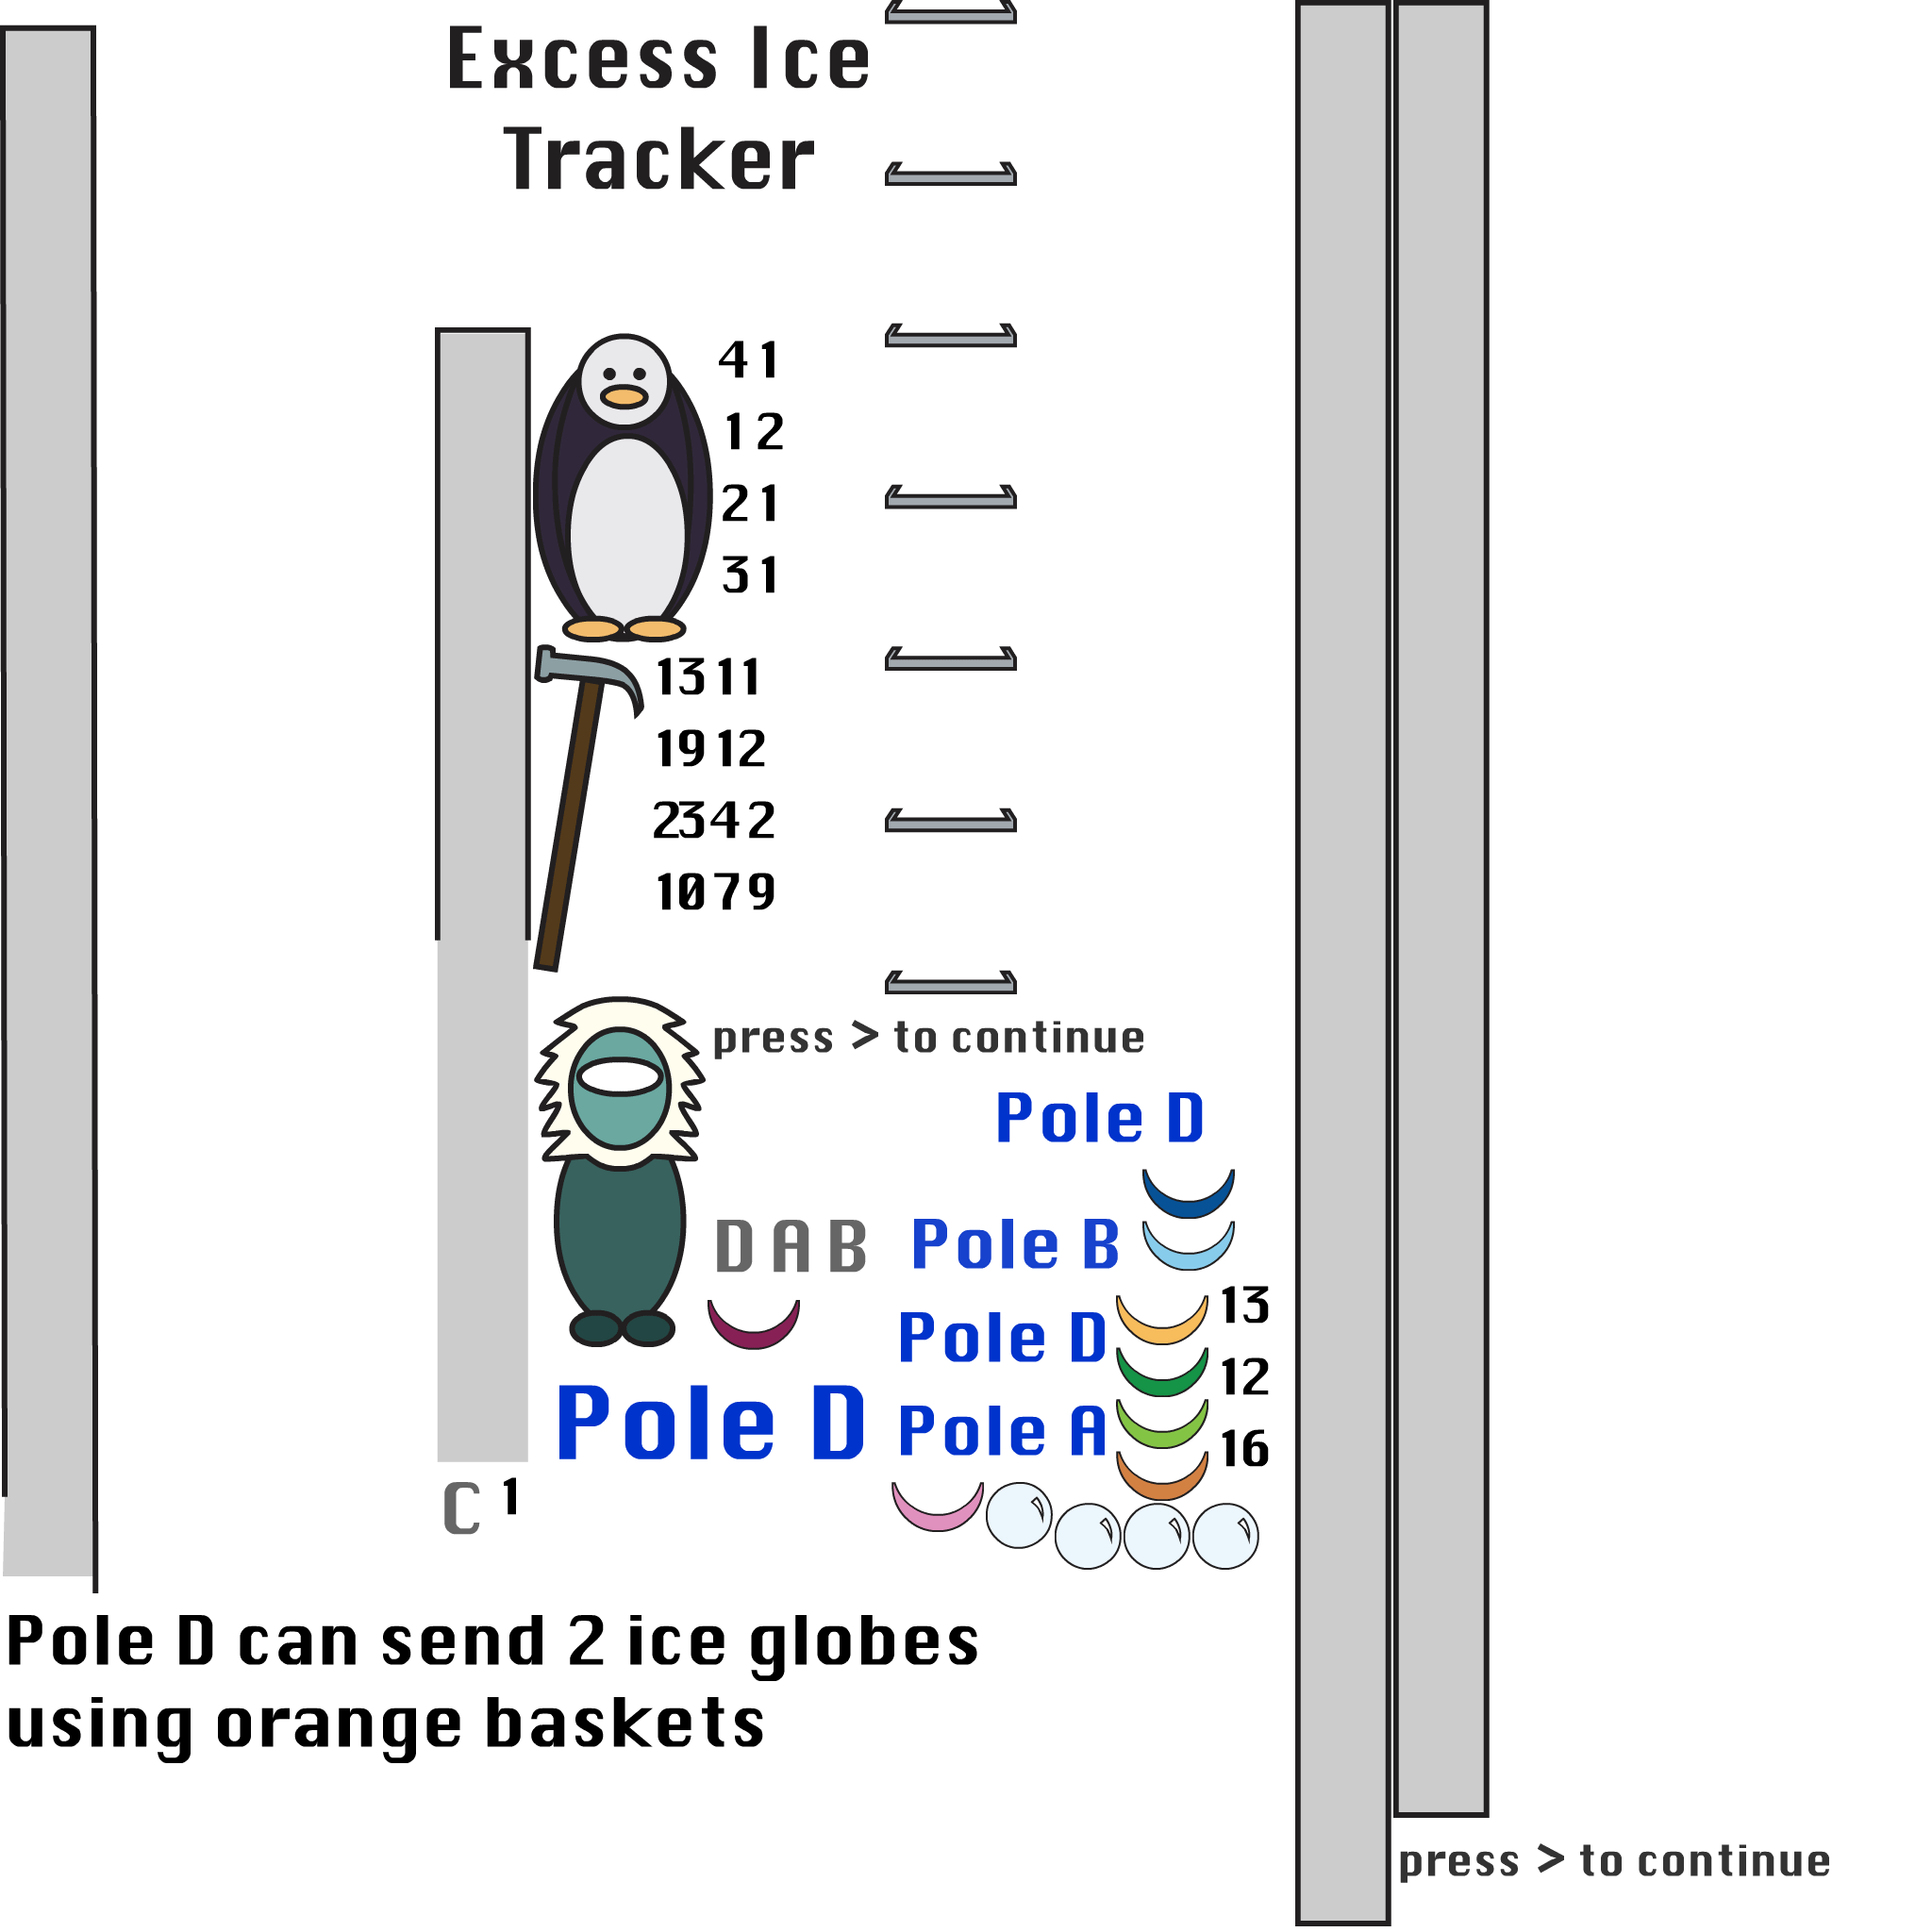 Excess Ice
Tracker
41
12
21
31
1311
1912
2342
1079
press > to continue
Pole D
D A B
Pole B
13
Pole D
12
Pole D
Pole A
16
C
1
Pole D can send 2 ice globes
using orange baskets
press > to continue